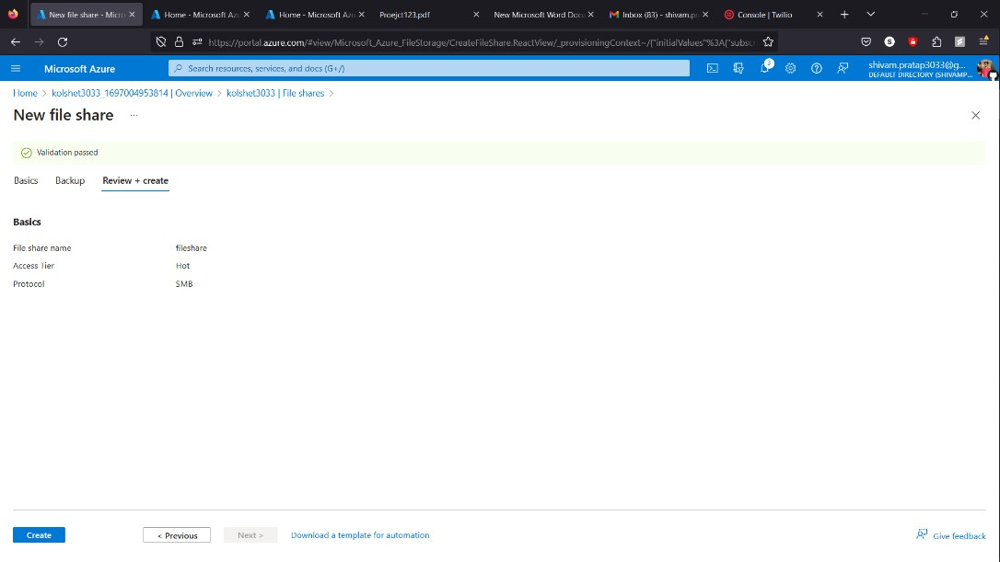 New file share - Micro
Home - Microsoft Az
Home - Microsoft Az
Proejct123.pdf
New Microsoft Word Doc
Inbox (83) - shivam.pr
Console | Twilio
https://portal.azure.com/#view/Microsoft_Azure_FileStorage/CreateFileShare.ReactView/_provisioningContext~/{"initialValues"%3A{"subsc
Microsoft Azure
Search resources, services, and docs (G+/)
3
shivam.pratap3033@g...
DEFAULT DIRECTORY (SHIVAMP...
Home > kolshet3033_1697004953814 | Overview > kolshet3033 | File shares >
New file share ...
Validation passed
Basics Backup Review + create
Basics
File share name fileshare
Access Tier Hot
Protocol SMB
Create < Previous Next > Download a template for automation Give feedback